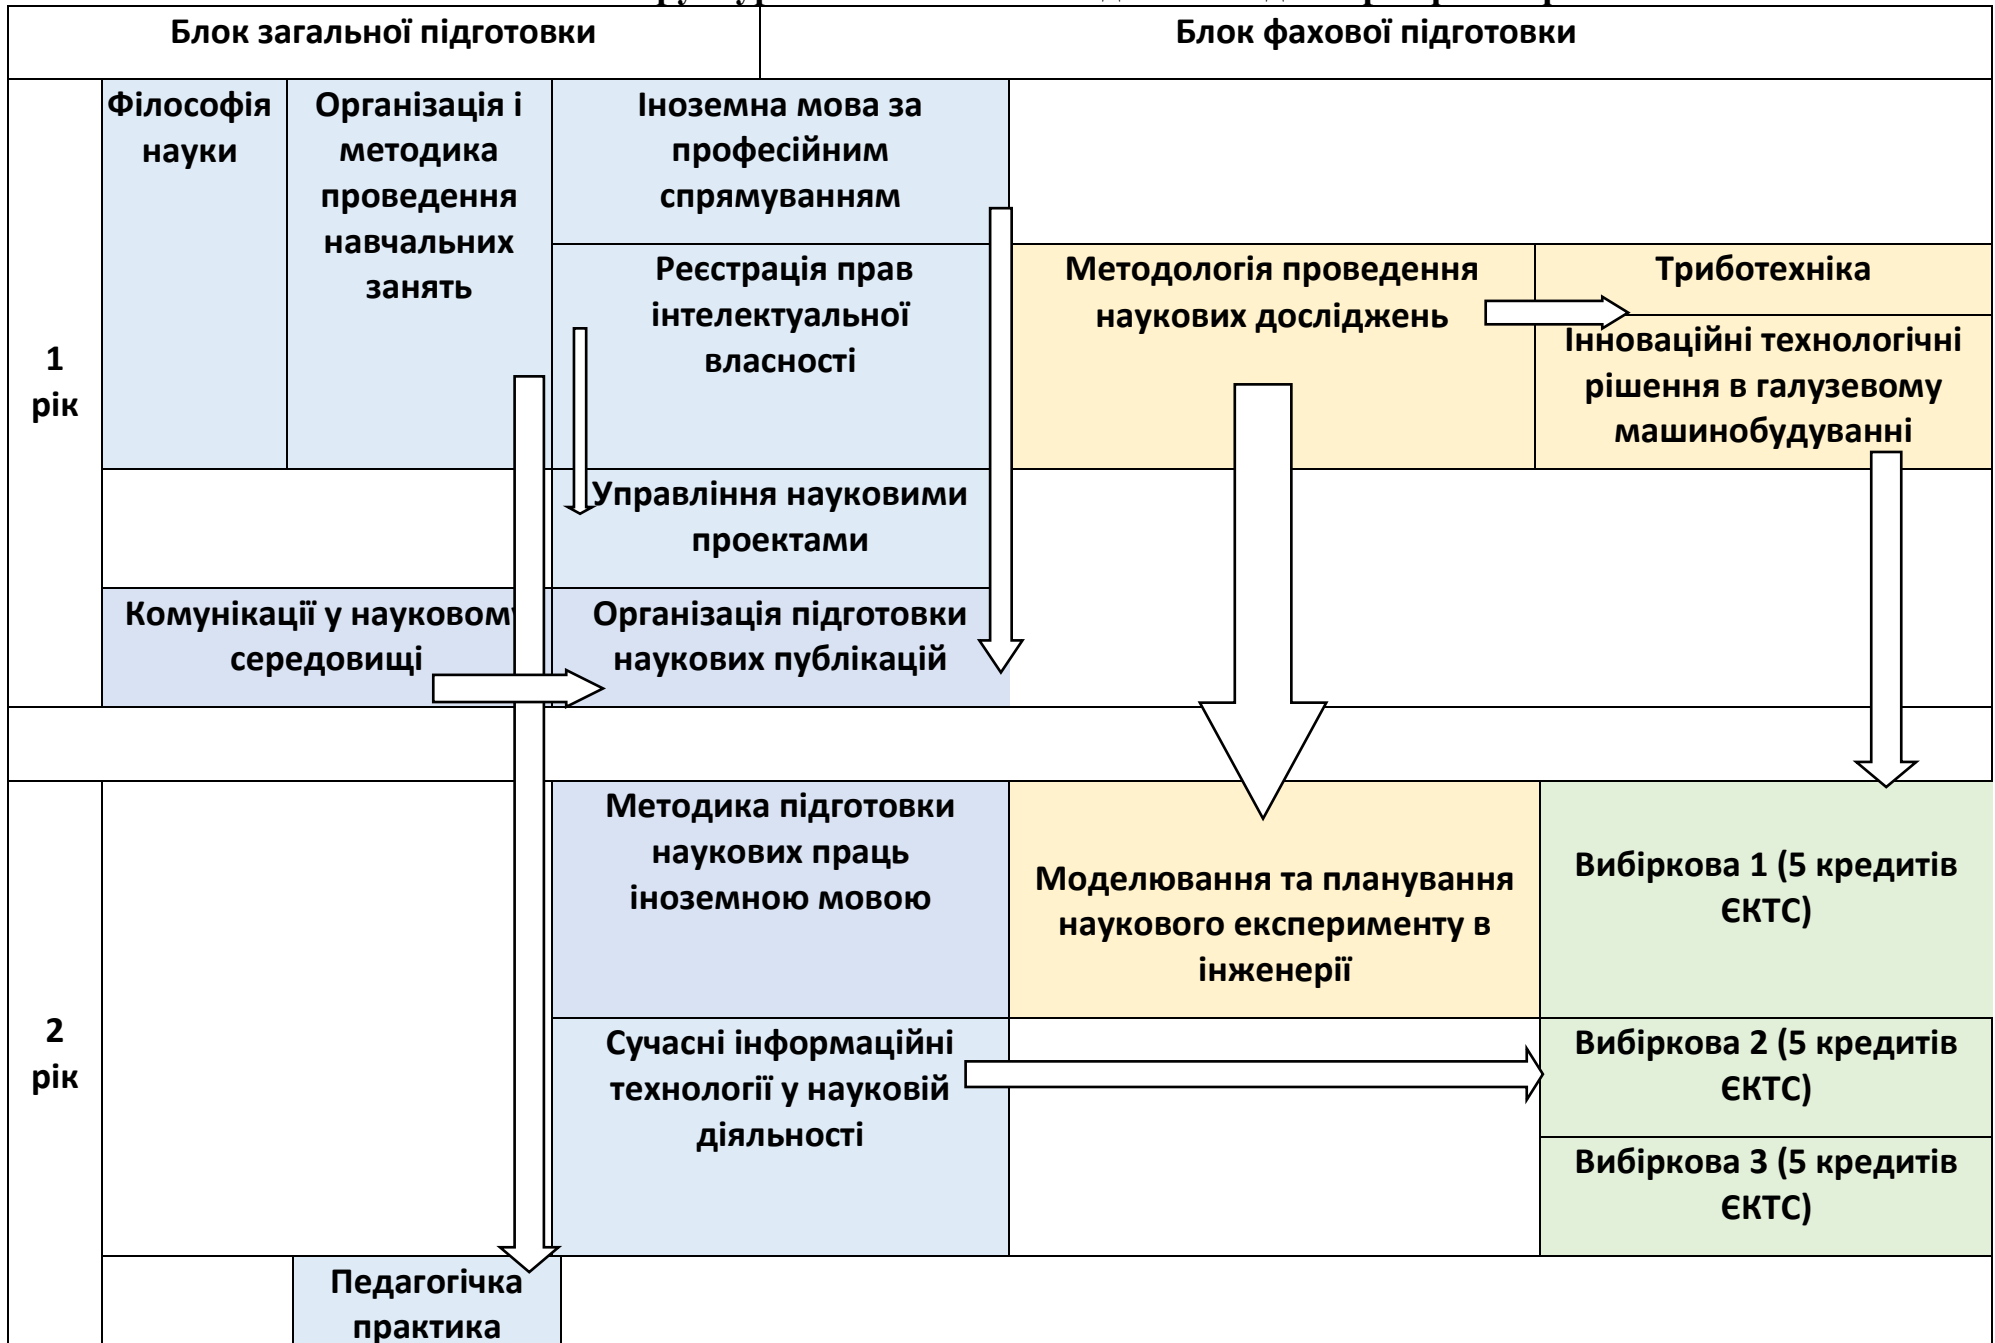 Блок загальної підготовки
Блок фахової підготовки
1
рік
Філософія
науки
Організація і
методика
проведення
навчальних
занять
Іноземна мова за
професійним
спрямуванням
Реєстрація прав
інтелектуальної
власності
Методологія проведення
наукових досліджень
Триботехніка
Інноваційні технологічні
рішення в галузевому
машинобудуванні
Управління науковими
проектами
Комунікації у науковому
середовищі
Організація підготовки
наукових публікацій
2
рік
Методика підготовки
наукових праць
іноземною мовою
Моделювання та планування
наукового експерименту в
інженерії
Вибіркова 1 (5 кредитів
ЄКТС)
Сучасні інформаційні
технології у науковій
діяльності
Вибіркова 2 (5 кредитів
ЄКТС)
Вибіркова 3 (5 кредитів
ЄКТС)
Педагогічка
практика